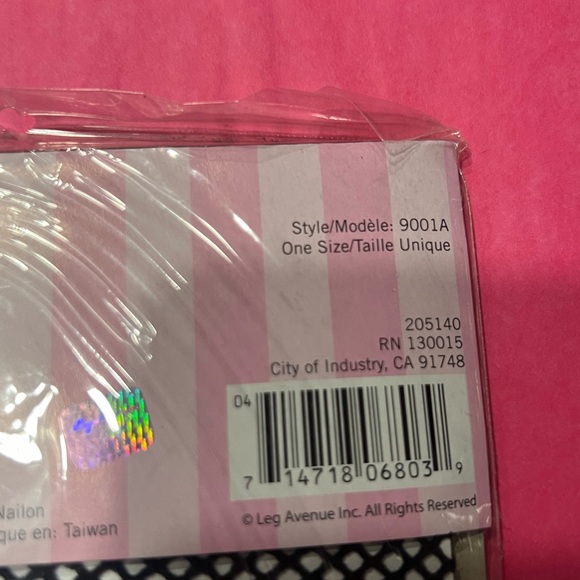 Style/Modèle: 9001A
One Size/Taille Unique
205140
RN 130015
City of Industry, CA 91748
04
7 14718 06803 9
© Leg Avenue Inc. All Rights Reserved
Nailon
que en: Taiwan